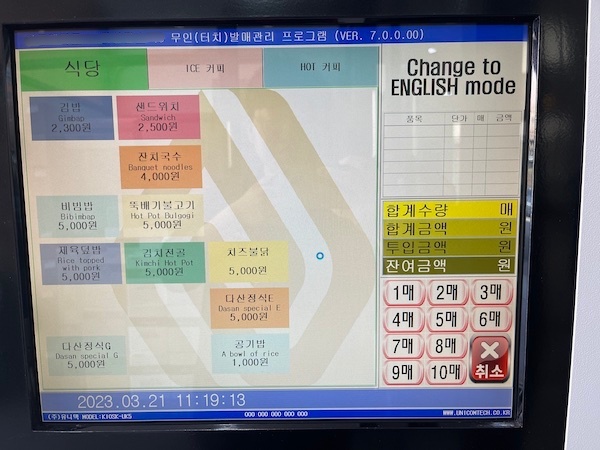 무인(터치)발매관리 프로그램 (VER. 7.0.0.00)
식당
ICE 커피
HOT 커피
Change to
ENGLISH mode
품목 단가 매 금액
김밥
Gimbap
2,300원
샌드위치
Sandwich
2,500원
잔치국수
Banquet noodles
4,000원
비빔밥
Bibimbap
5,000원
뚝배기불고기
Hot Pot Bulgogi
5,000원
제육덮밥
Rice topped
with pork
5,000원
김치전골
Kimchi Hot Pot
5,000원
치즈불닭
5,000원
다산정식E
Dasan special E
5,000원
다산정식G
Dasan special G
5,000원
공기밥
A bowl of rice
1,000원
합계수량 매
합계금액 원
투입금액 원
잔여금액 원
1매 2매 3매
4매 5매 6매
7매 8매
9매 10매 취소
2023.03.21 11:19:13
(주)유니콘텍 MODEL:KIOSK-UKS
000 000 000 000 000
WWW.UNICONTECH.CO.KR